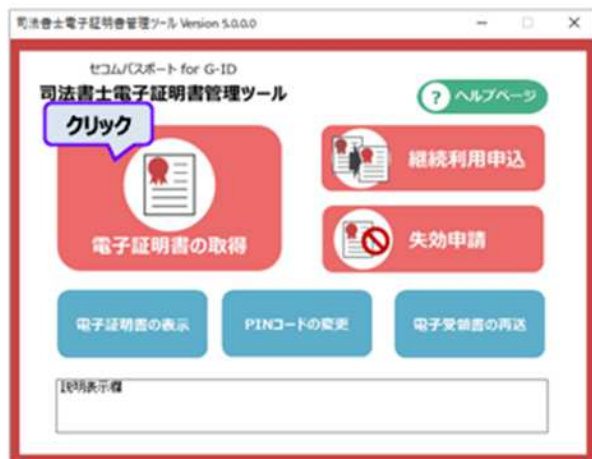 司法書士電子証明書管理ツール Version 5.0.0.0
セコムパスポート for G-ID
司法書士電子証明書管理ツール
? ヘルプページ
クリック
電子証明書の取得
継続利用申込
失効申請
電子証明書の表示
PINコードの変更
電子受領書の再送
説明表示欄